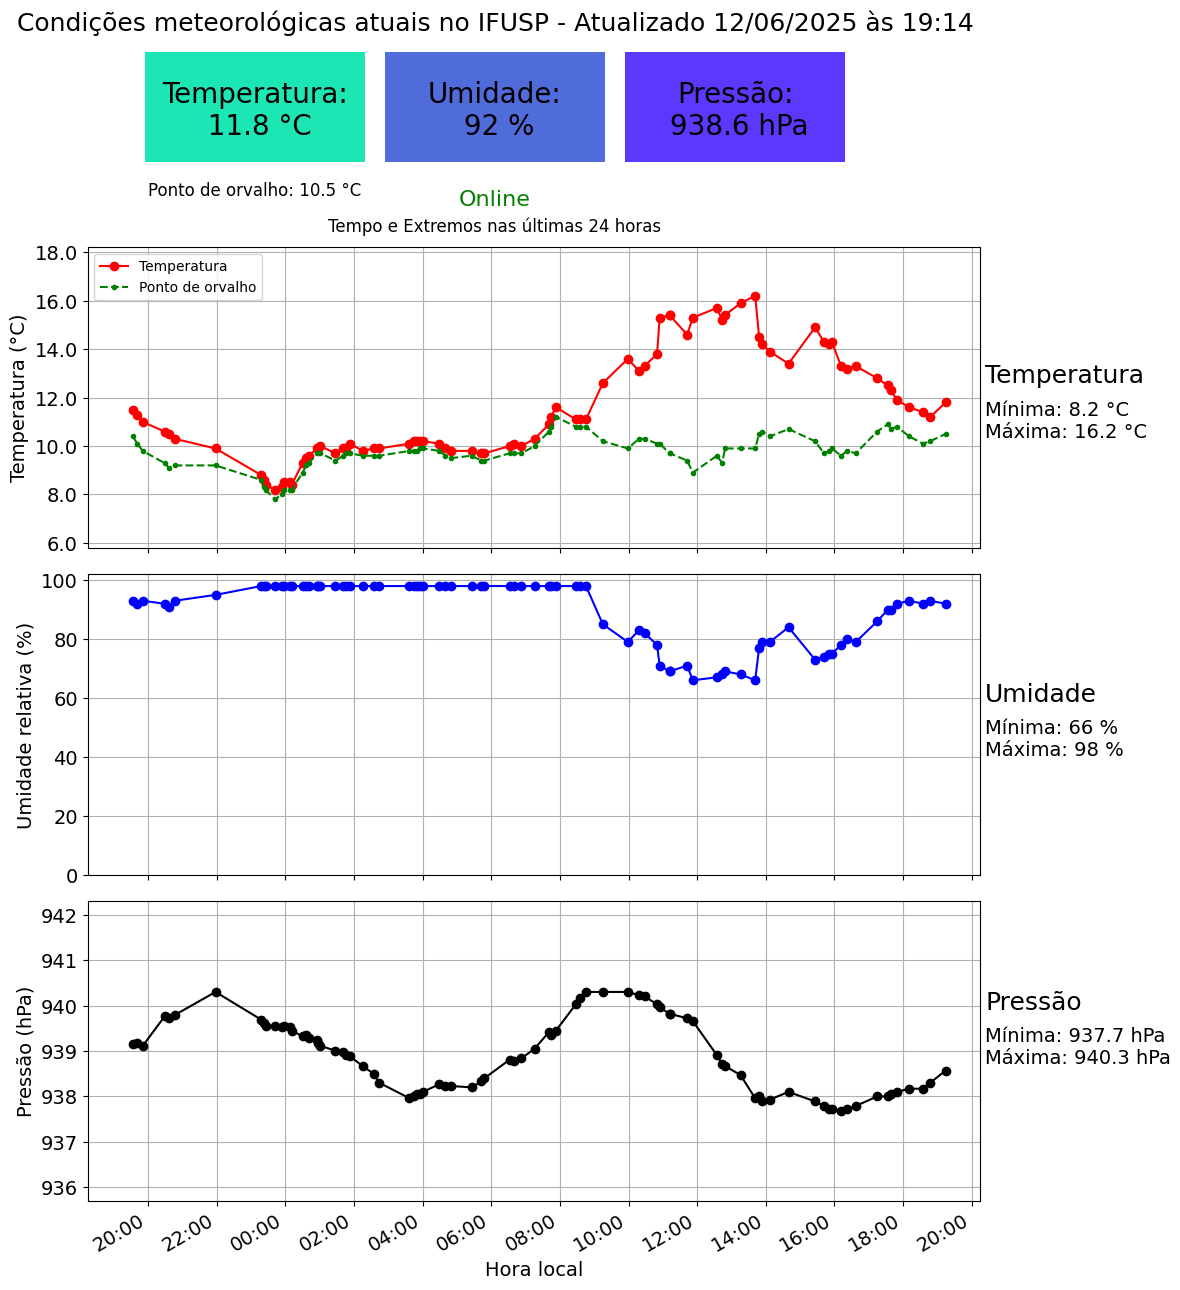 Condições meteorológicas atuais no IFUSP - Atualizado 12/06/2025 às 19:14
Temperatura:
11.8 °C
Umidade:
92 %
Pressão:
938.6 hPa
Ponto de orvalho: 10.5 °C
Online
Tempo e Extremos nas últimas 24 horas
Temperatura (°C)
18.0
16.0
14.0
12.0
10.0
8.0
6.0
Temperatura
Ponto de orvalho
Temperatura
Mínima: 8.2 °C
Máxima: 16.2 °C
Umidade relativa (%)
100
80
60
40
20
0
Umidade
Mínima: 66 %
Máxima: 98 %
Pressão (hPa)
942
941
940
939
938
937
936
Pressão
Mínima: 937.7 hPa
Máxima: 940.3 hPa
20:00
22:00
00:00
02:00
04:00
06:00
08:00
10:00
12:00
14:00
16:00
18:00
20:00
Hora local